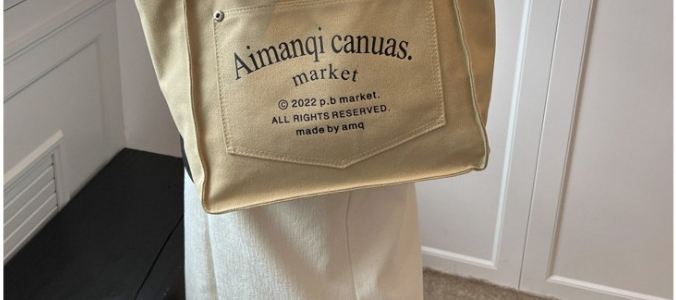 Aimanqi canuas.
market
© 2022 p.b market.
ALL RIGHTS RESERVED.
made by amq